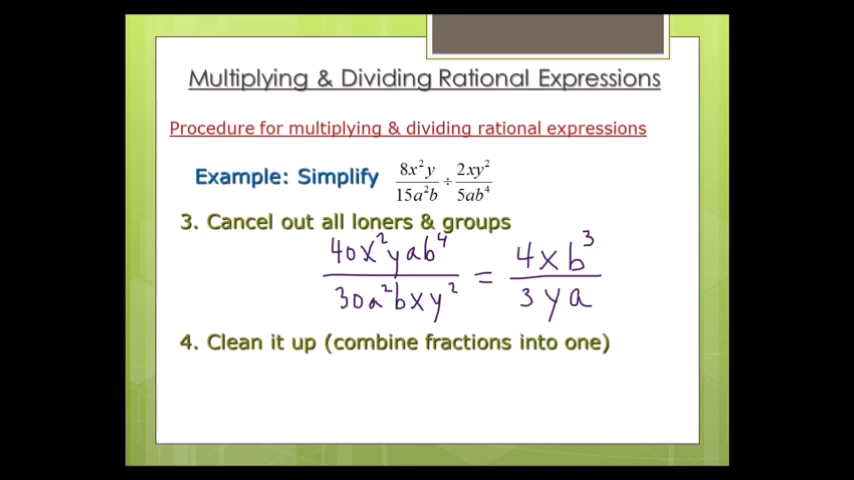 Multiplying & Dividing Rational Expressions
Procedure for multiplying & dividing rational expressions
Example: Simplify 8x²y/15a²b ÷ 2xy²/5ab⁴
3. Cancel out all loners & groups
40x²yab⁴/30a²bxy² = 4xb³/3ya
4. Clean it up (combine fractions into one)